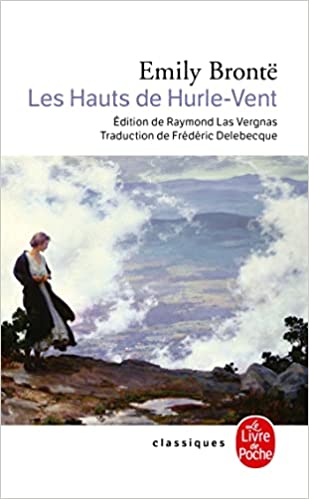 Emily Brontë
Les Hauts de Hurle-Vent
Édition de Raymond Las Vergnas
Traduction de Frédéric Delebecque
classiques
Le
Livre
de
Poche